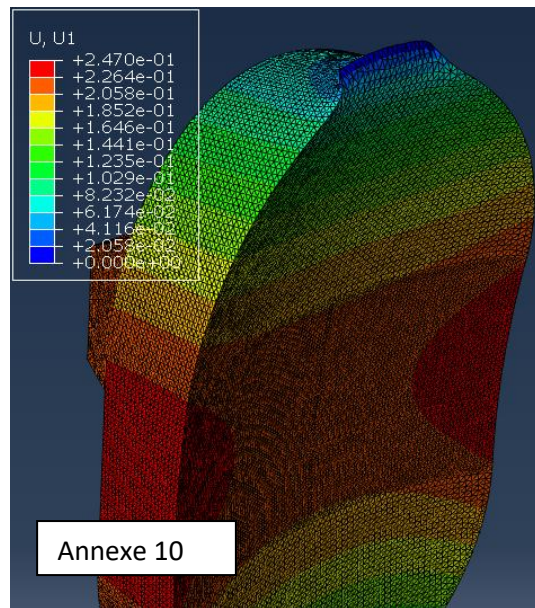 U, U1
+2.470e-01
+2.264e-01
+2.058e-01
+1.852e-01
+1.646e-01
+1.441e-01
+1.235e-01
+1.029e-01
+8.232e-02
+6.174e-02
+4.116e-02
+2.058e-02
+0.000e+00
Annexe 10